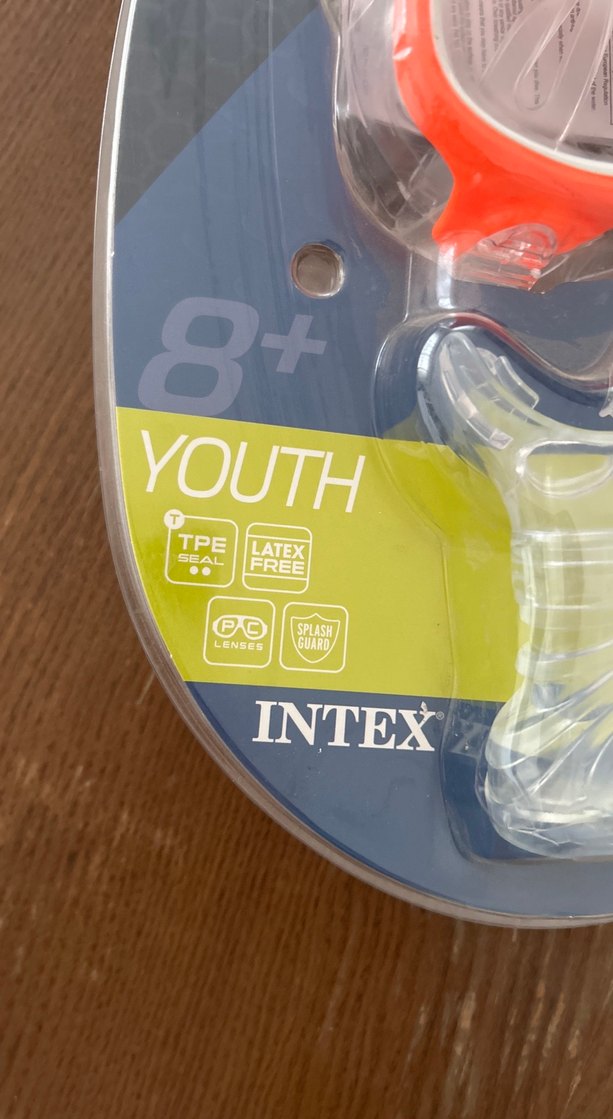 8+
YOUTH
T
TPE
SEAL
LATEX
FREE
PC
LENSES
SPLASH
GUARD
INTEX®